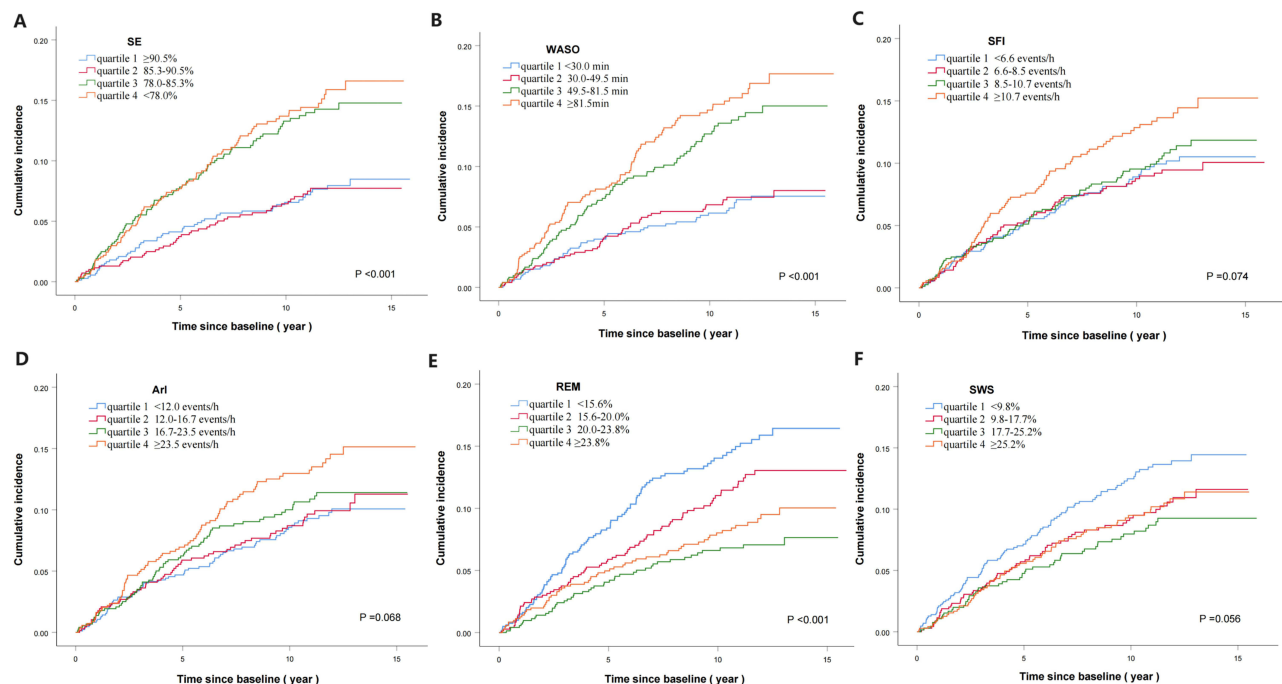 A
SE
quartile 1 ≥90.5%
quartile 2 85.3-90.5%
quartile 3 78.0-85.3%
quartile 4 <78.0%
Cumulative incidence
0.20
0.15
0.10
0.05
0.00
P <0.001
5 10 15
Time since baseline ( year )
B
WASO
quartile 1 <30.0 min
quartile 2 30.0-49.5 min
quartile 3 49.5-81.5min
quartile 4 ≥81.5min
Cumulative incidence
0.20
0.15
0.10
0.05
0.00
P <0.001
0 5 10 15
Time since baseline ( year )
C
SFI
quartile 1 <6.6 events/h
quartile 2 6.6-8.5 events/h
quartile 3 8.5-10.7 events/h
quartile 4 ≥10.7 events/h
Cumulative incidence
0.20
0.15
0.10
0.05
0.00
P =0.074
0 5 10 15
Time since baseline ( year )
D
ArI
quartile 1 <12.0 events/h
quartile 2 12.0-16.7 events/h
quartile 3 16.7-23.5 events/h
quartile 4 ≥23.5 events/h
Cumulative incidence
0.20
0.15
0.10
0.05
0.00
P =0.068
0 5 10 15
Time since baseline ( year )
E
REM
quartile 1 <15.6%
quartile 2 15.6-20.0%
quartile 3 20.0-23.8%
quartile 4 ≥23.8%
Cumulative incidence
0.20
0.15
0.10
0.05
0.00
P <0.001
0 5 10 15
Time since baseline ( year )
F
SWS
quartile 1 <9.8%
quartile 2 9.8-17.7%
quartile 3 17.7-25.2%
quartile 4 ≥25.2%
Cumulative incidence
0.20
0.15
0.10
0.05
0.00
P =0.056
0 5 10 15
Time since baseline ( year )